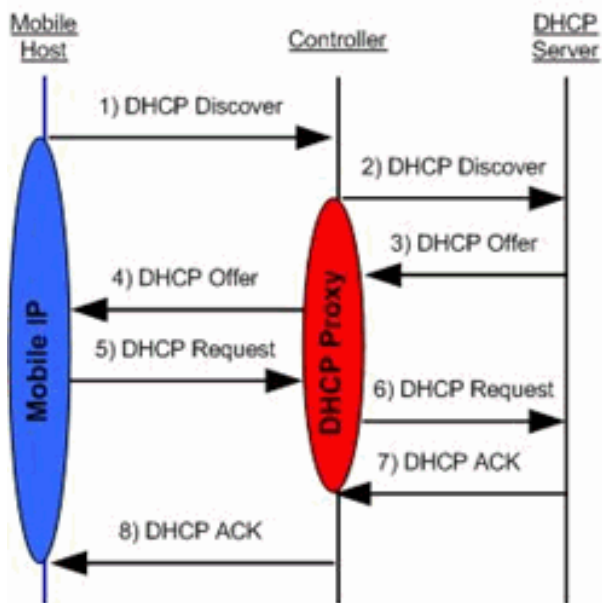 Mobile
Host
Controller
DHCP
Server
1) DHCP Discover
2) DHCP Discover
3) DHCP Offer
4) DHCP Offer
5) DHCP Request
6) DHCP Request
7) DHCP ACK
8) DHCP ACK
Mobile IP
DHCP Proxy